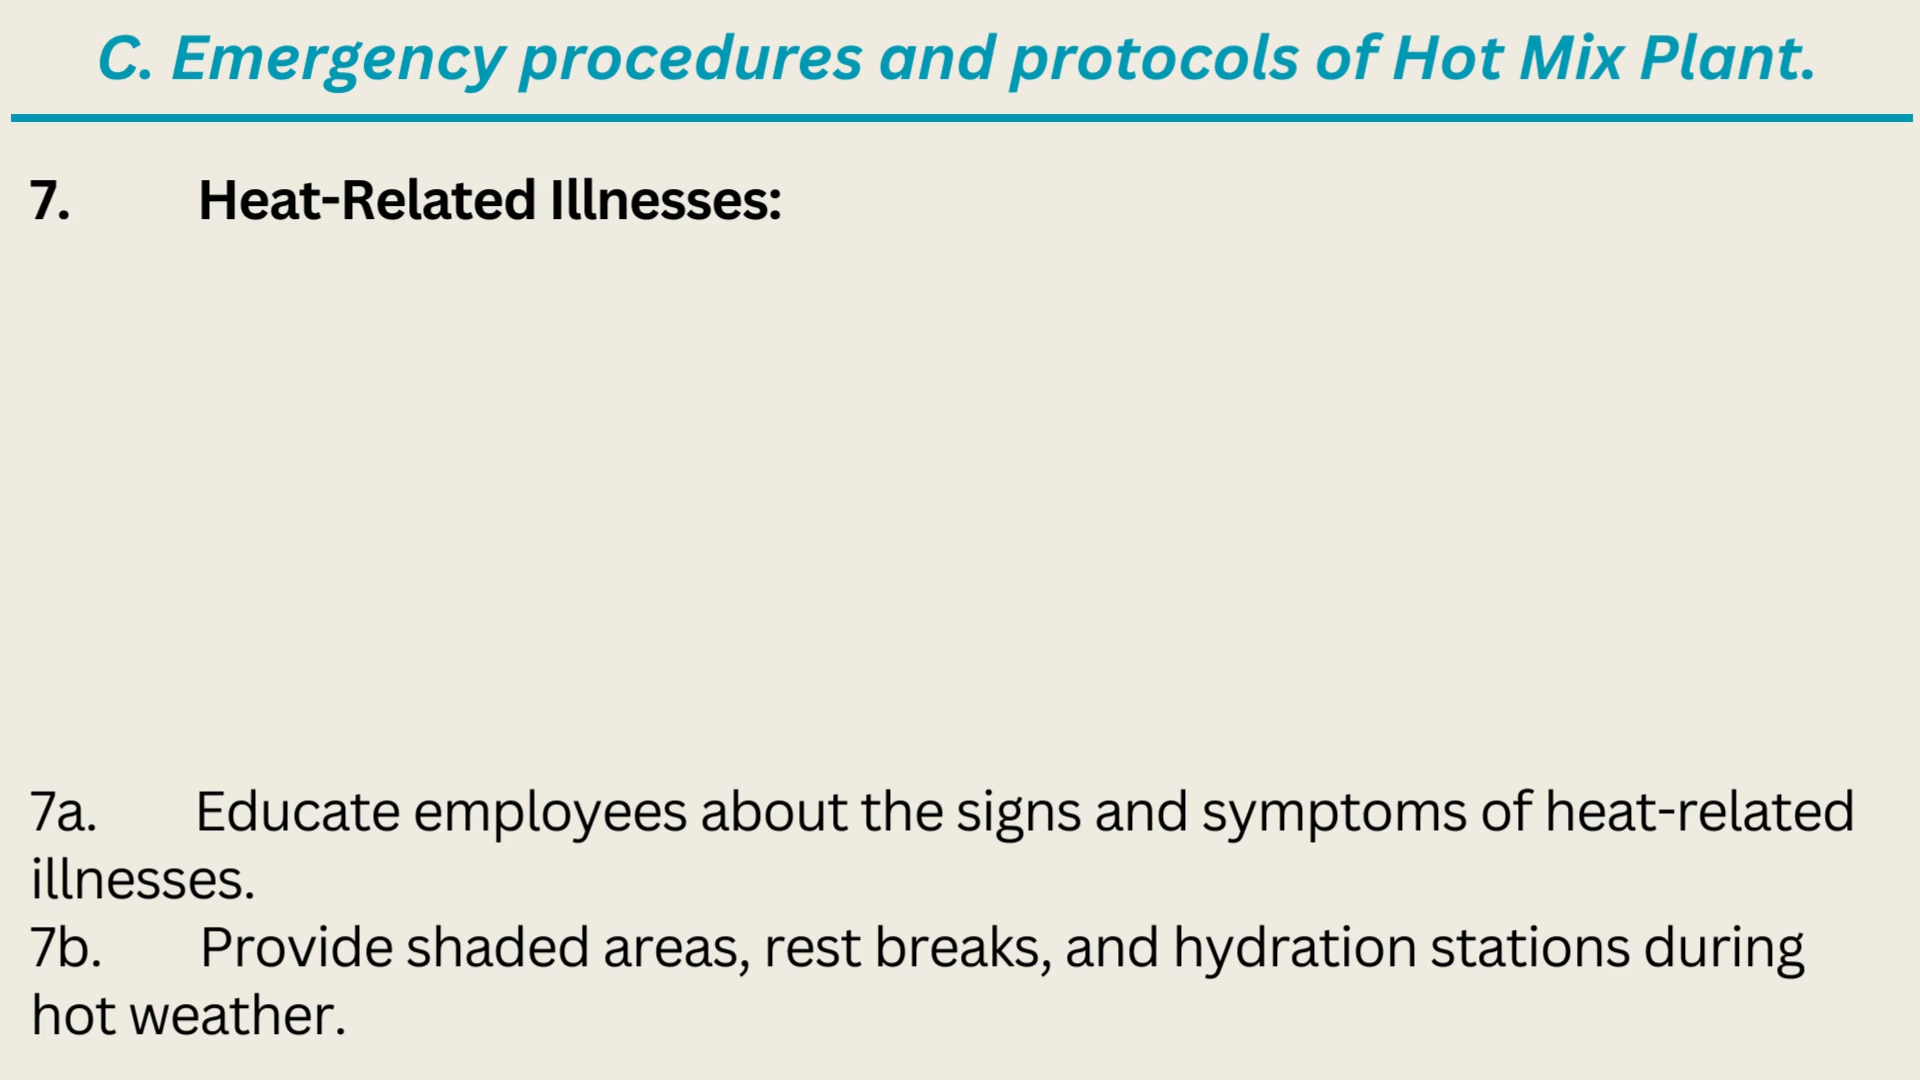 C. Emergency procedures and protocols of Hot Mix Plant.
7. Heat-Related Illnesses:
7a. Educate employees about the signs and symptoms of heat-related
illnesses.
7b. Provide shaded areas, rest breaks, and hydration stations during
hot weather.